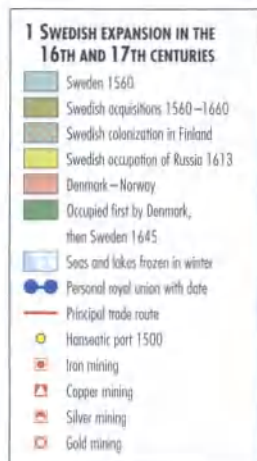 1 SWEDISH EXPANSION IN THE
16TH AND 17TH CENTURIES
Sweden 1560
Swedish acquisitions 1560–1660
Swedish colonization in Finland
Swedish occupation of Russia 1613
Denmark–Norway
Occupied first by Denmark,
then Sweden 1645
Seas and lakes frozen in winter
Personal royal union with date
Principal trade route
Hanseatic port 1500
Iron mining
Copper mining
Silver mining
Gold mining